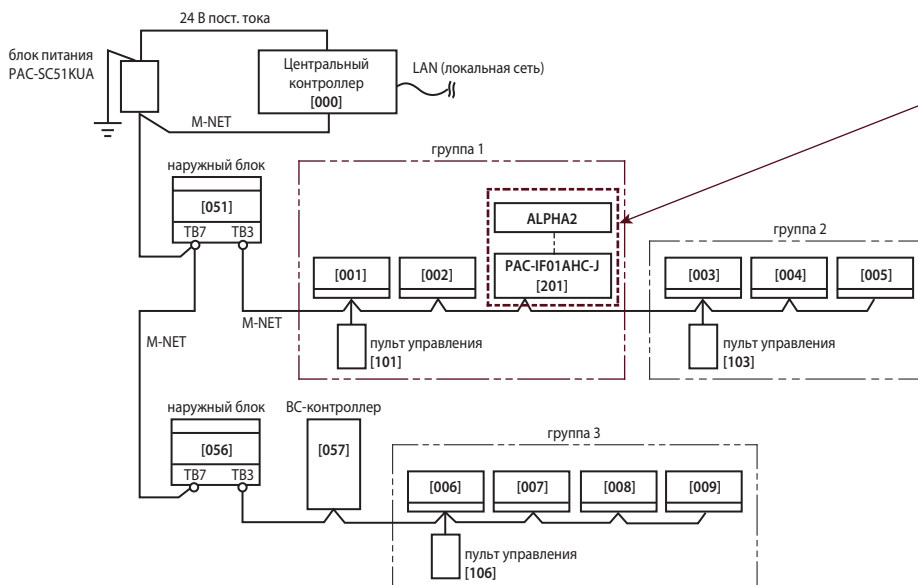 24 В пост. тока
блок питания
PAC-SC51KUA
Центральный
контроллер
[000]
LAN (локальная сеть)
M-NET
группа 1
наружный блок
[051]
TB7 TB3
ALPHA2
PAC-IF01AHC-J
[201]
[001] [002]
группа 2
[003] [004] [005]
M-NET
M-NET
пульт управления
[101]
пульт управления
[103]
наружный блок
[056]
TB7 TB3
BC-контроллер
[057]
группа 3
[006] [007] [008] [009]
пульт управления
[106]